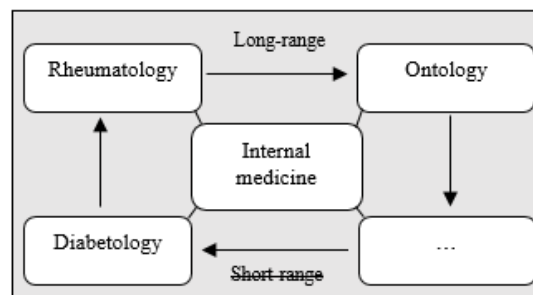 Long-range
Rheumatology
Ontology
Internal
medicine
Diabetology
...
Short range